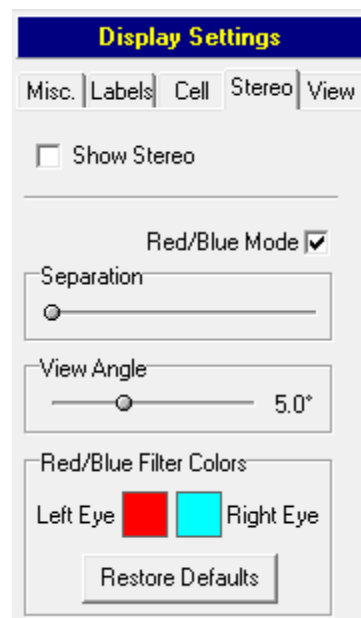 Display Settings
Misc. Labels Cell Stereo View
Show Stereo
Red/Blue Mode
Separation
View Angle
5.0°
Red/Blue Filter Colors
Left Eye Right Eye
Restore Defaults